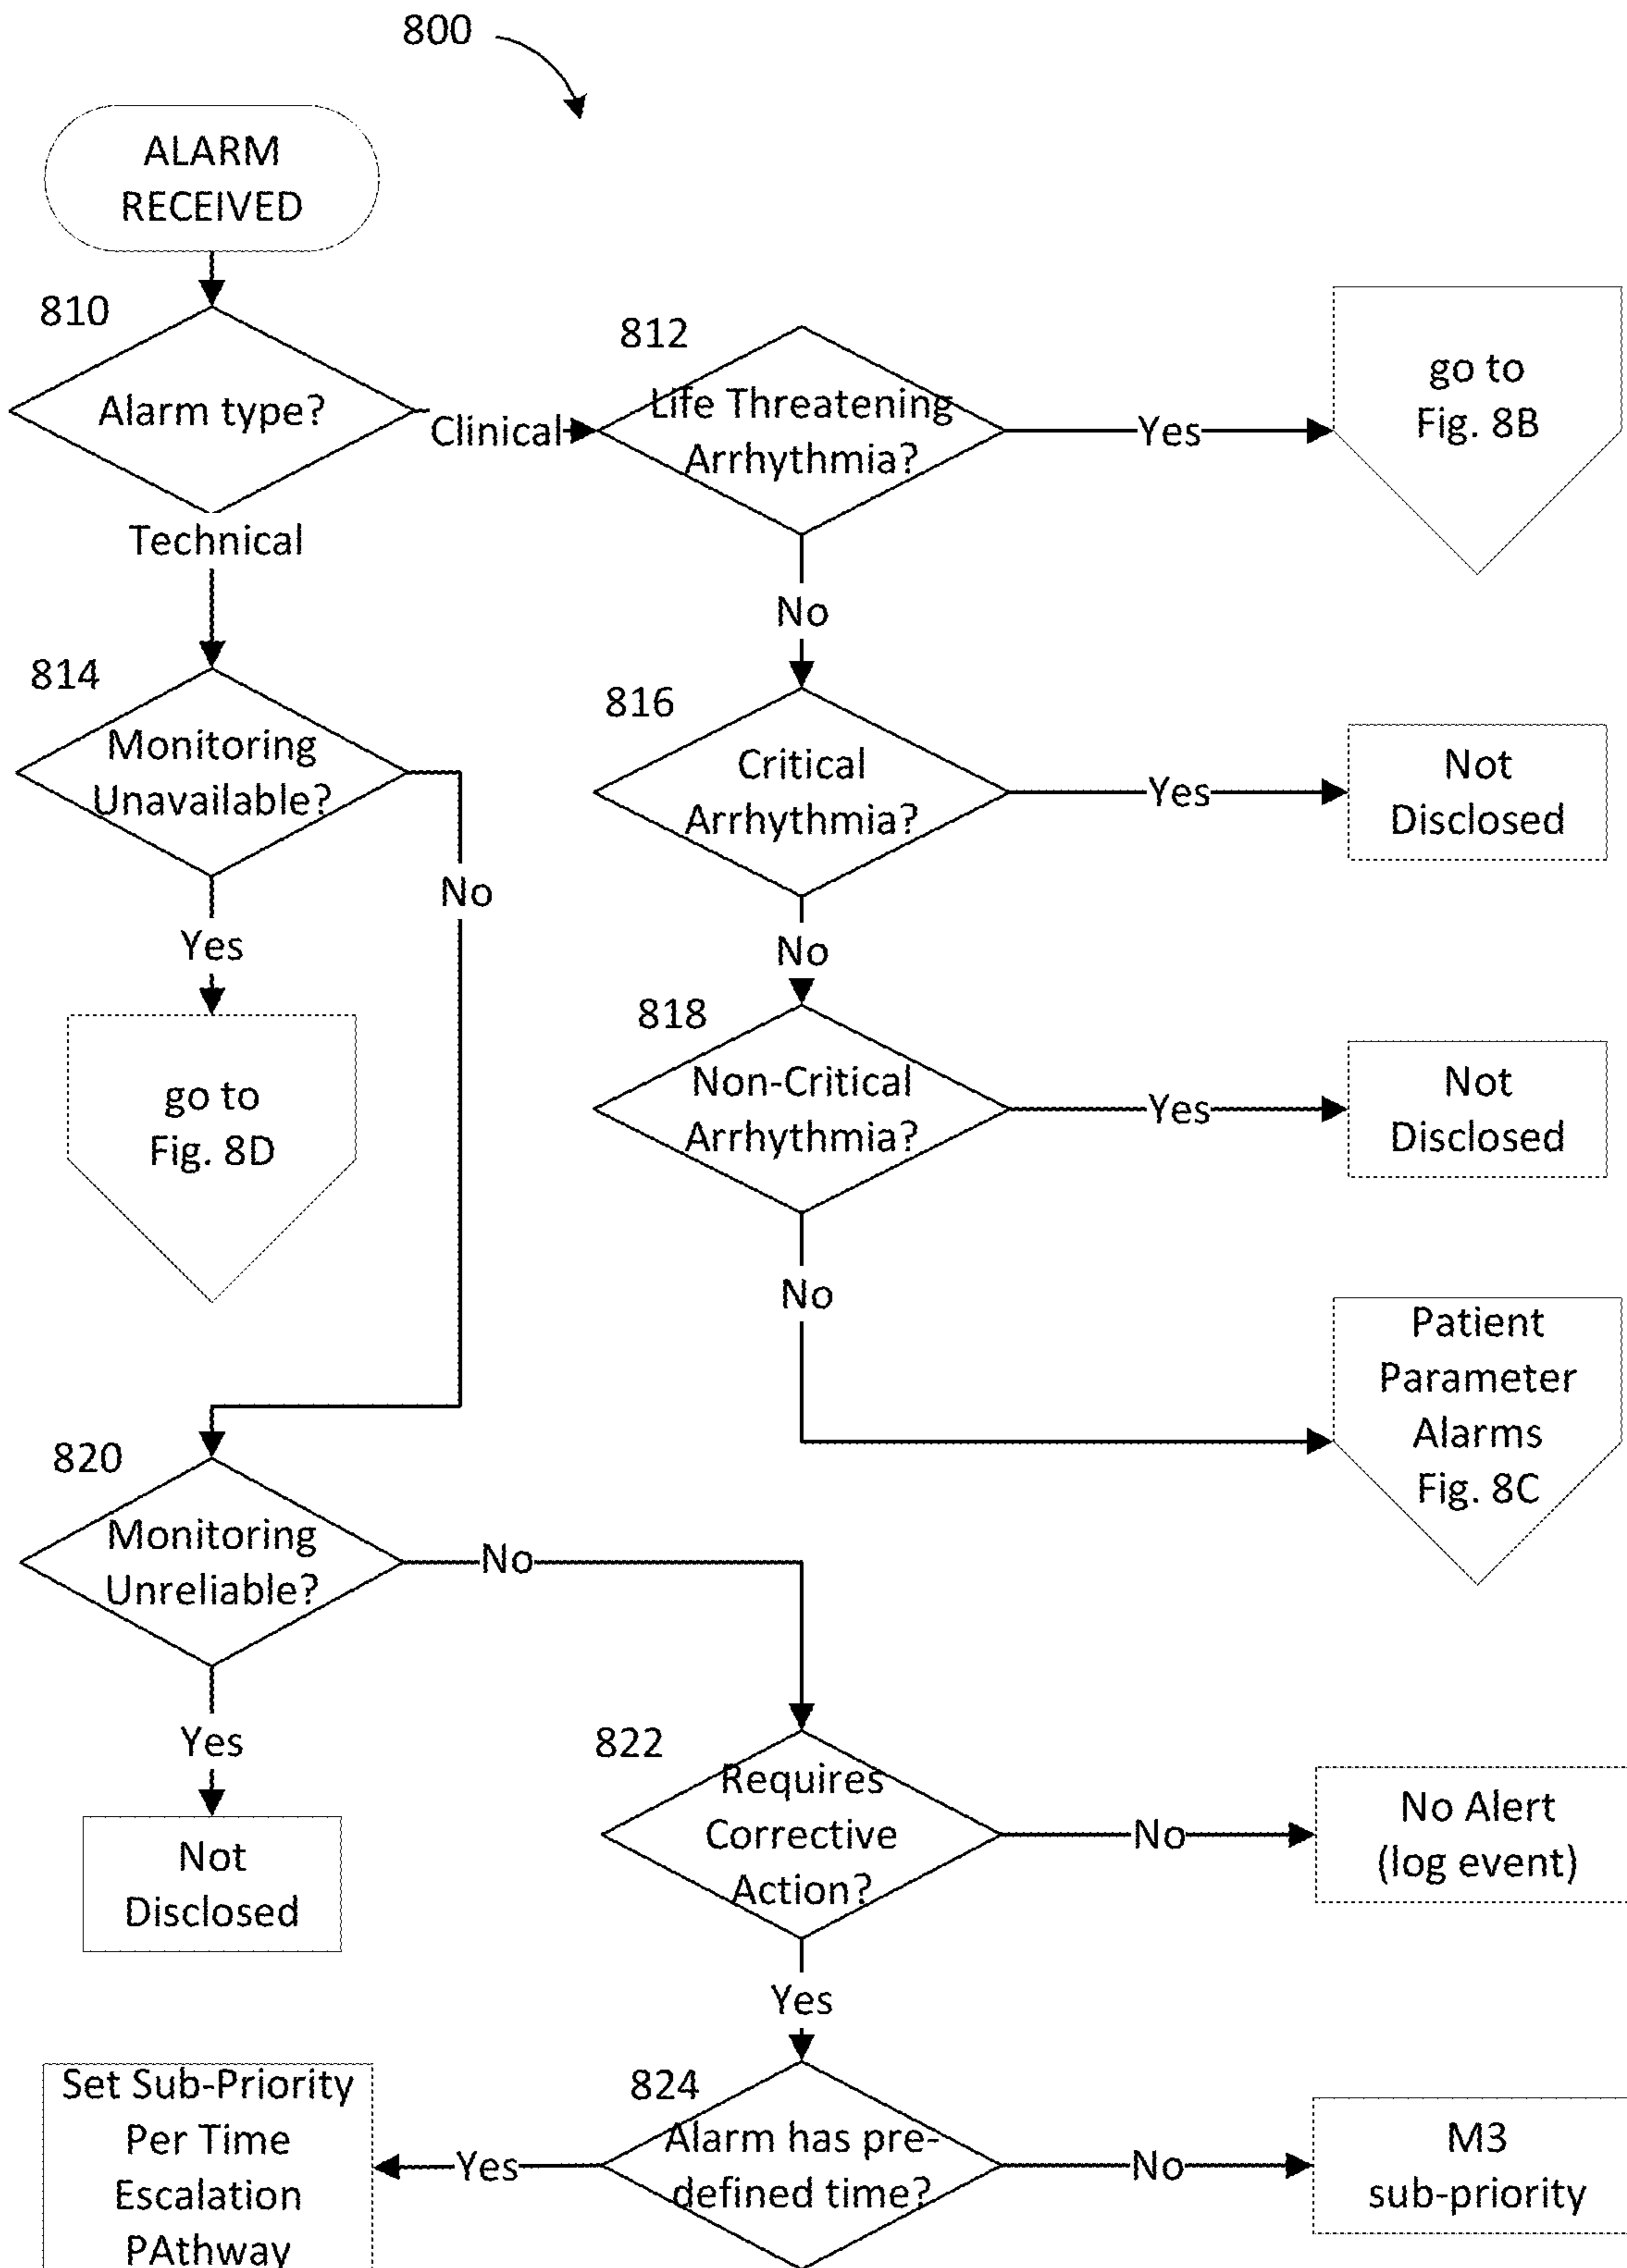 800
ALARM
RECEIVED
810
Alarm type?
Clinical
812
Life Threatening
Arrhythmia?
Yes
go to
Fig. 8B
Technical
No
814
Monitoring
Unavailable?
No
Yes
go to
Fig. 8D
816
Critical
Arrhythmia?
Yes
Not
Disclosed
No
818
Non-Critical
Arrhythmia?
Yes
Not
Disclosed
No
Patient
Parameter
Alarms
Fig. 8C
820
Monitoring
Unreliable?
No
Yes
Not
Disclosed
822
Requires
Corrective
Action?
No
No Alert
(log event)
Yes
824
Alarm has pre-
defined time?
Yes
Set Sub-Priority
Per Time
Escalation
PAthway
No
M3
sub-priority